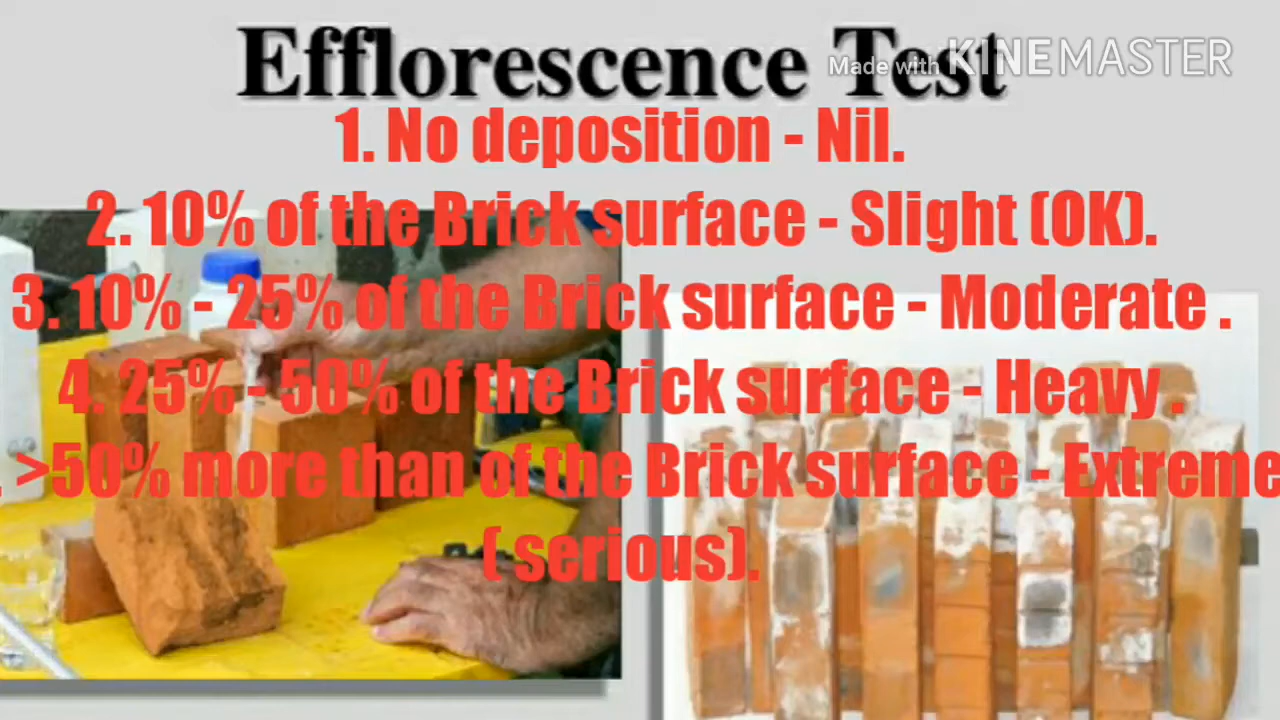 Efflorescence Test
Made with KINEMASTER
1. No deposition - Nil.
2. 10% of the Brick surface - Slight (OK).
3. 10% - 25% of the Brick surface - Moderate .
4. 25% - 50% of the Brick surface - Heavy .
. >50% more than of the Brick surface - Extreme
( serious).